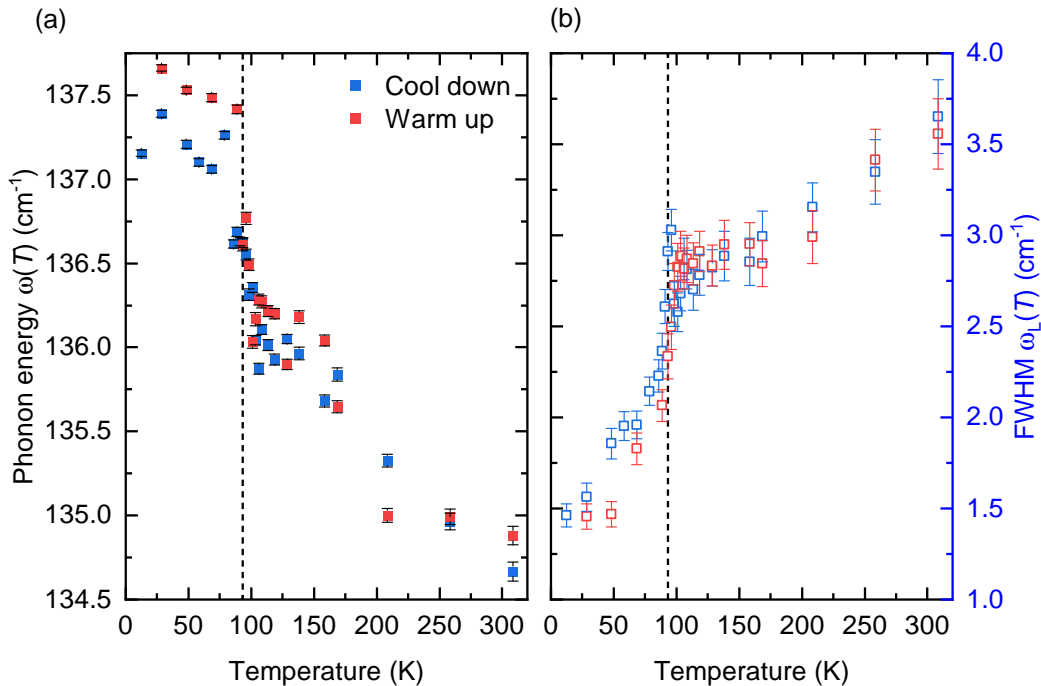 (a)
(b)
Cool down
Warm up
Phonon energy ω(T) (cm⁻¹)
137.5
137.0
136.5
136.0
135.5
135.0
134.5
0 50 100 150 200 250 300
Temperature (K)
0 50 100 150 200 250 300
Temperature (K)
4.0
3.5
3.0
2.5
2.0
1.5
1.0
FWHM ω_L(T) (cm⁻¹)